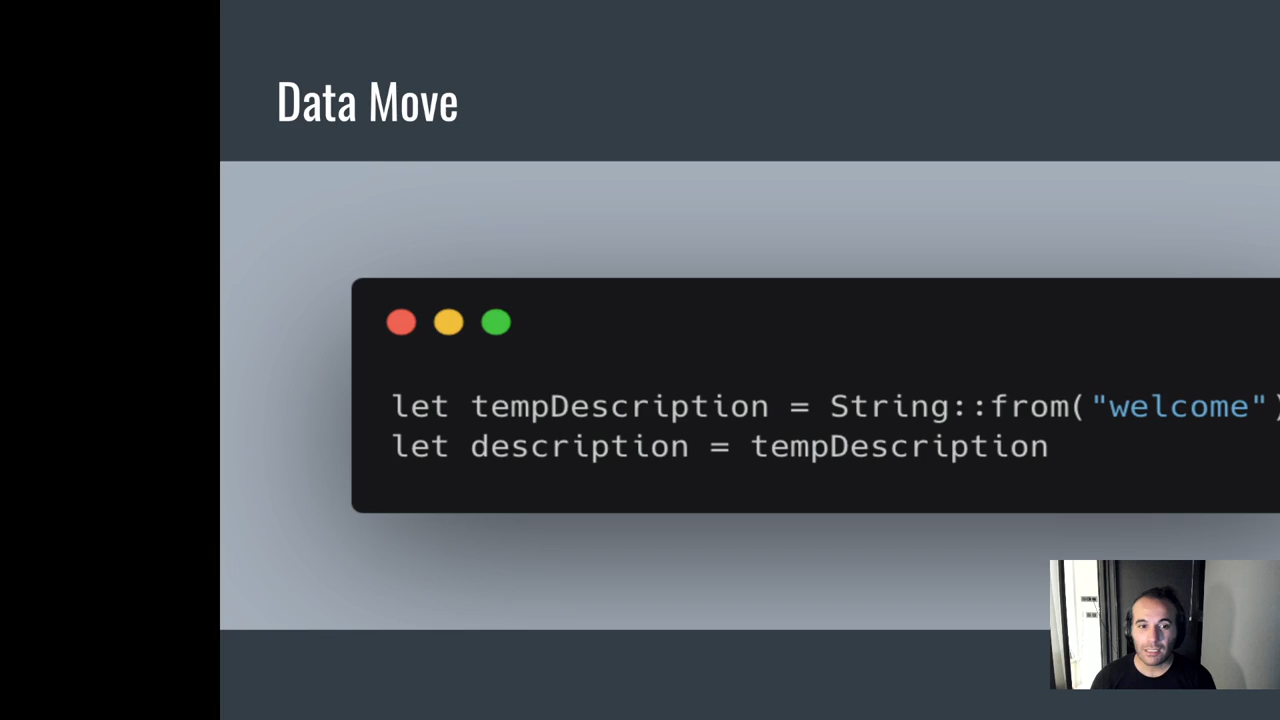 Data Move
let tempDescription = String::from("welcome")
let description = tempDescription